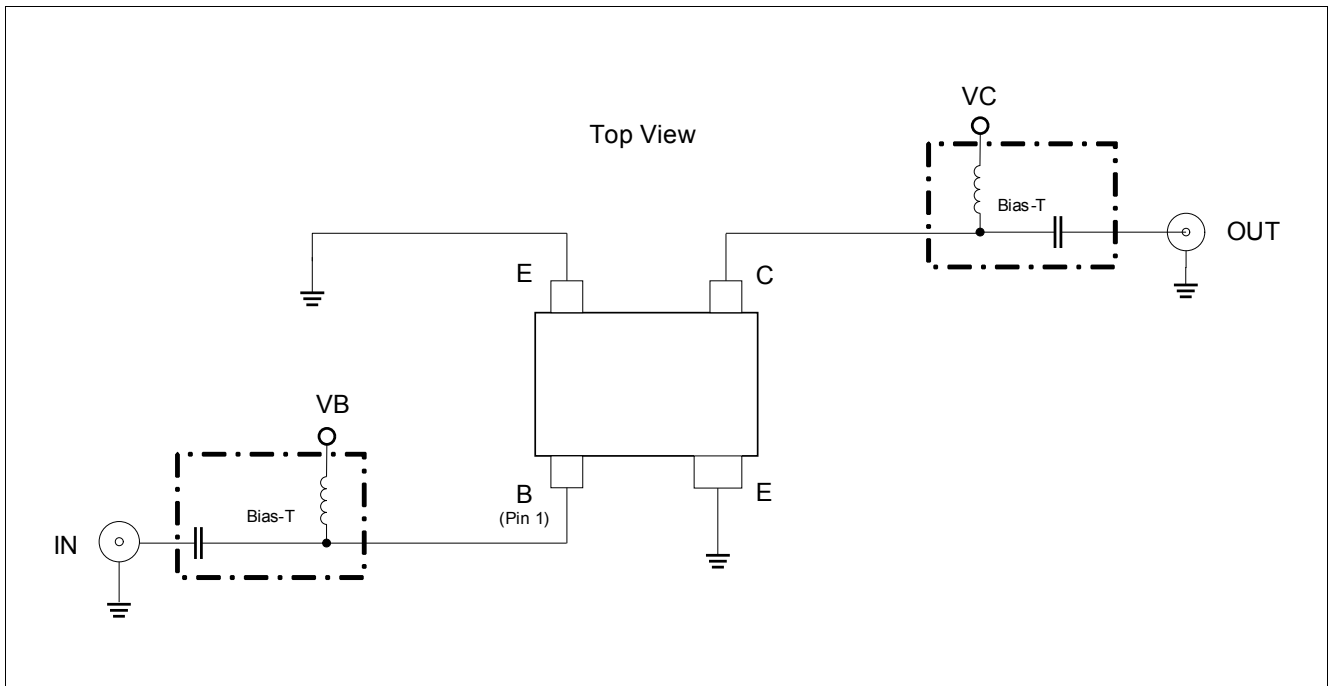 VC
Top View
Bias-T
OUT
E
C
VB
B
E
(Pin 1)
Bias-T
IN